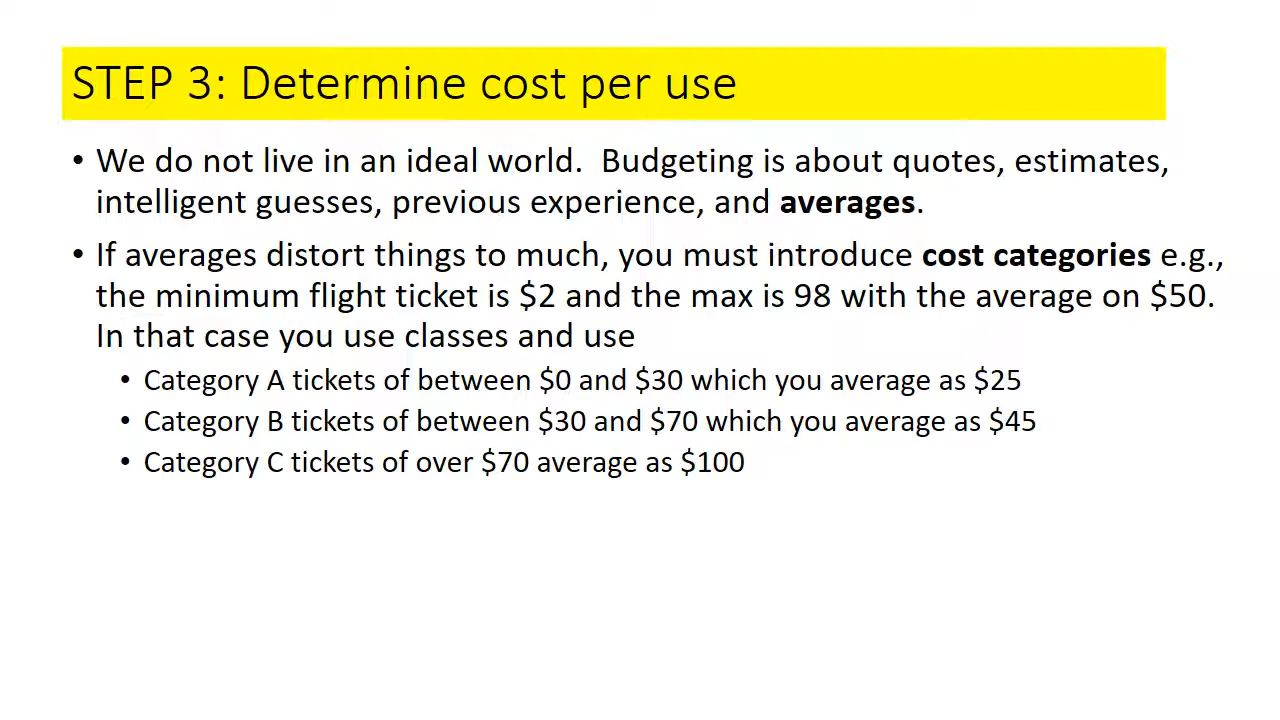 STEP 3: Determine cost per use
• We do not live in an ideal world.  Budgeting is about quotes, estimates,
intelligent guesses, previous experience, and averages.
• If averages distort things to much, you must introduce cost categories e.g.,
the minimum flight ticket is $2 and the max is 98 with the average on $50.
In that case you use classes and use
• Category A tickets of between $0 and $30 which you average as $25
• Category B tickets of between $30 and $70 which you average as $45
• Category C tickets of over $70 average as $100